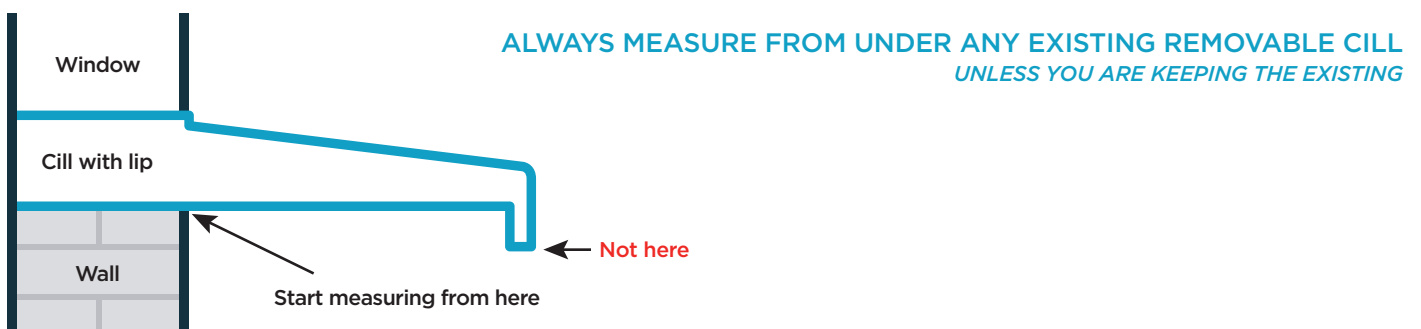 ALWAYS MEASURE FROM UNDER ANY EXISTING REMOVABLE CILL
UNLESS YOU ARE KEEPING THE EXISTING
Window
Cill with lip
Not here
Wall
Start measuring from here